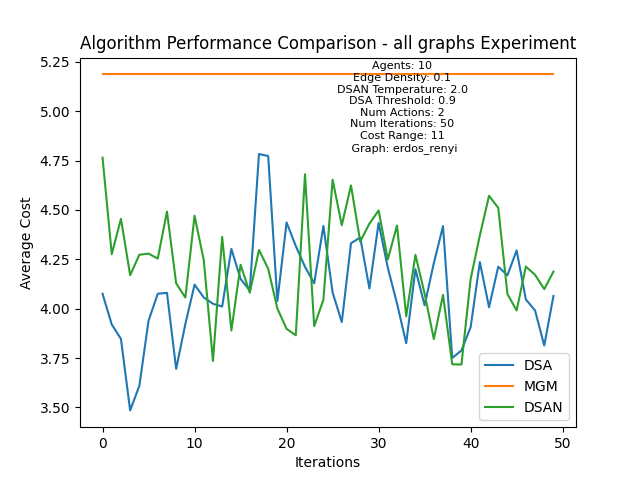 Algorithm Performance Comparison - all graphs Experiment
5.25
5.00
4.75
4.50
4.25
4.00
3.75
3.50
Average Cost
Agents: 10
Edge Density: 0.1
DSAN Temperature: 2.0
DSA Threshold: 0.9
Num Actions: 2
Num Iterations: 50
Cost Range: 11
Graph: erdos_renyi
DSA
MGM
DSAN
0 10 20 30 40 50
Iterations